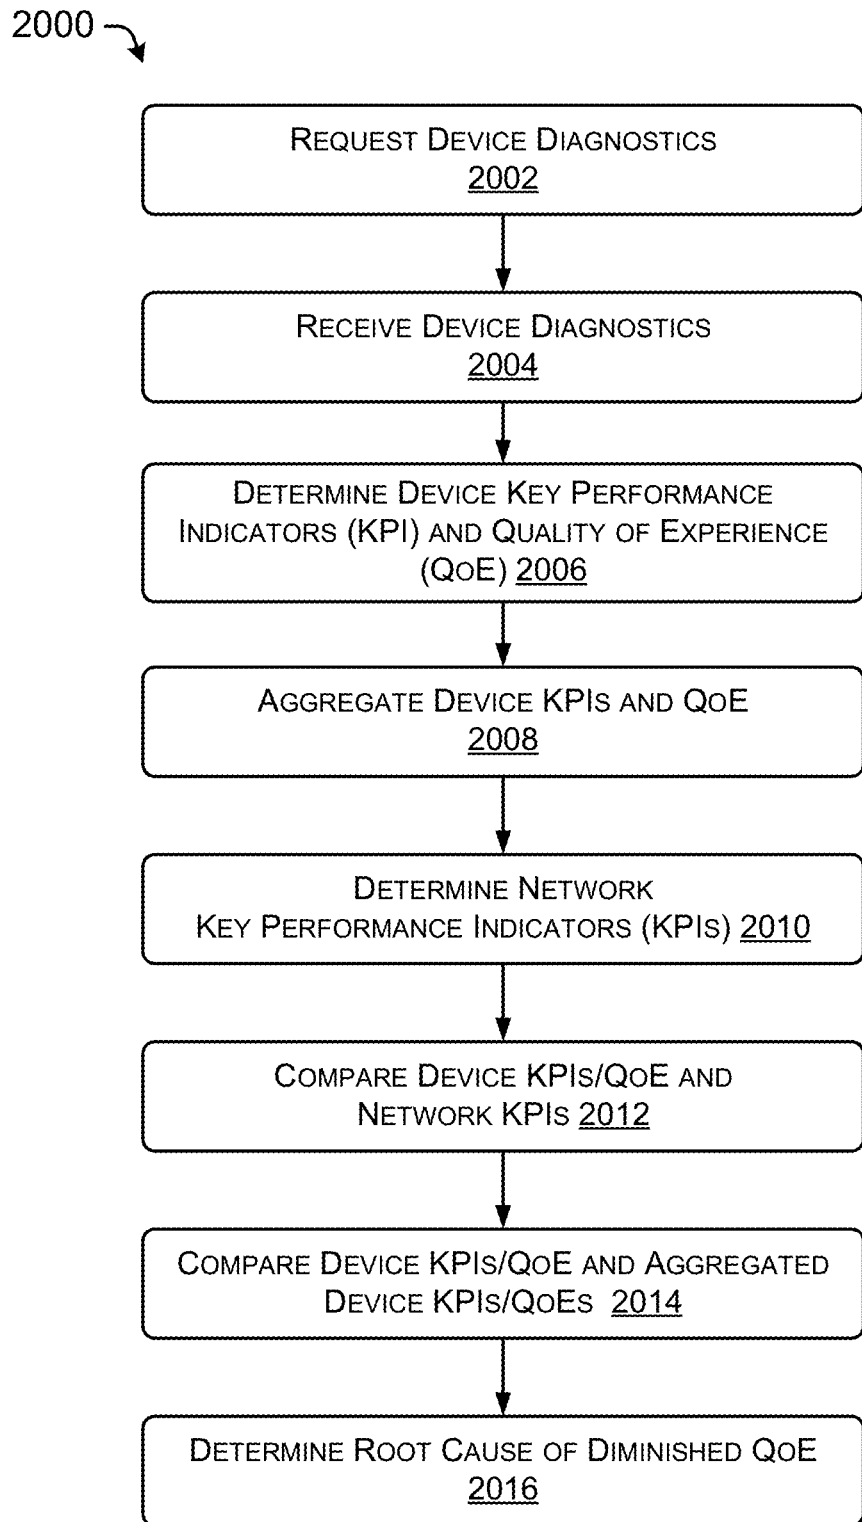 2000
REQUEST DEVICE DIAGNOSTICS
2002
RECEIVE DEVICE DIAGNOSTICS
2004
DETERMINE DEVICE KEY PERFORMANCE
INDICATORS (KPI) AND QUALITY OF EXPERIENCE
(QOE) 2006
AGGREGATE DEVICE KPIS AND QOE
2008
DETERMINE NETWORK
KEY PERFORMANCE INDICATORS (KPIS) 2010
COMPARE DEVICE KPIS/QOE AND
NETWORK KPIS 2012
COMPARE DEVICE KPIS/QOE AND AGGREGATED
DEVICE KPIS/QOES 2014
DETERMINE ROOT CAUSE OF DIMINISHED QOE
2016